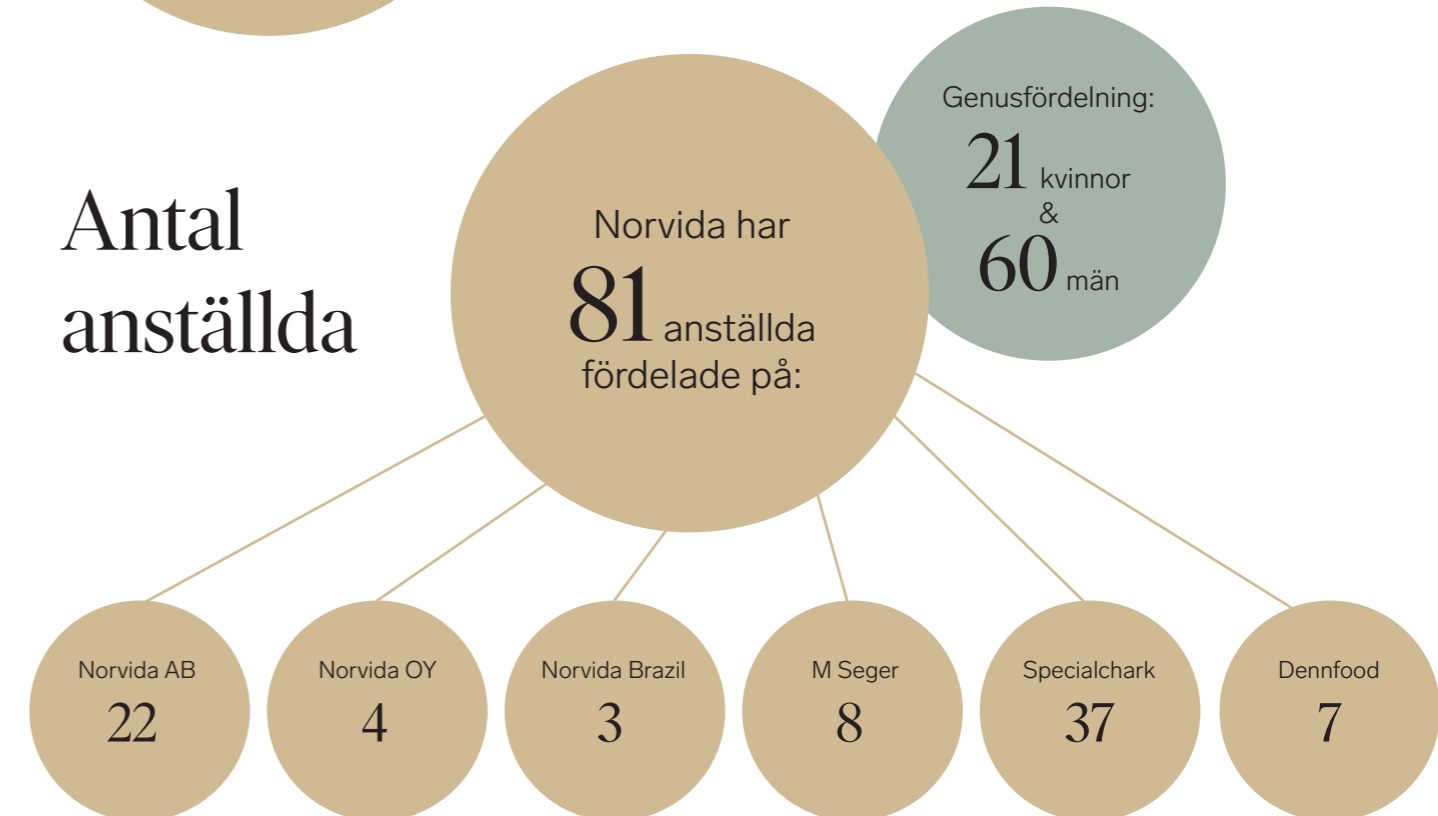 Antal
anställda
Norvida har
81 anställda
fördelade på:
Genusfördelning:
21 kvinnor
&
60 män
Norvida AB
22
Norvida OY
4
Norvida Brazil
3
M Seger
8
Specialchark
37
Dennfood
7